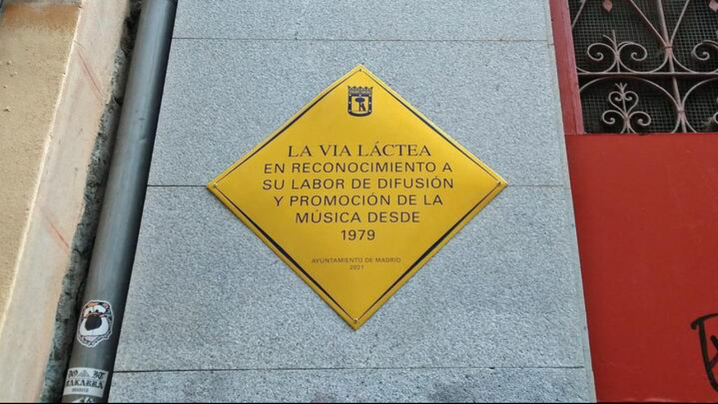 LA VIA LÁCTEA
EN RECONOCIMIENTO A
SU LABOR DE DIFUSIÓN
Y PROMOCIÓN DE LA
MÚSICA DESDE
1979
AYUNTAMIENTO DE MADRID
2021